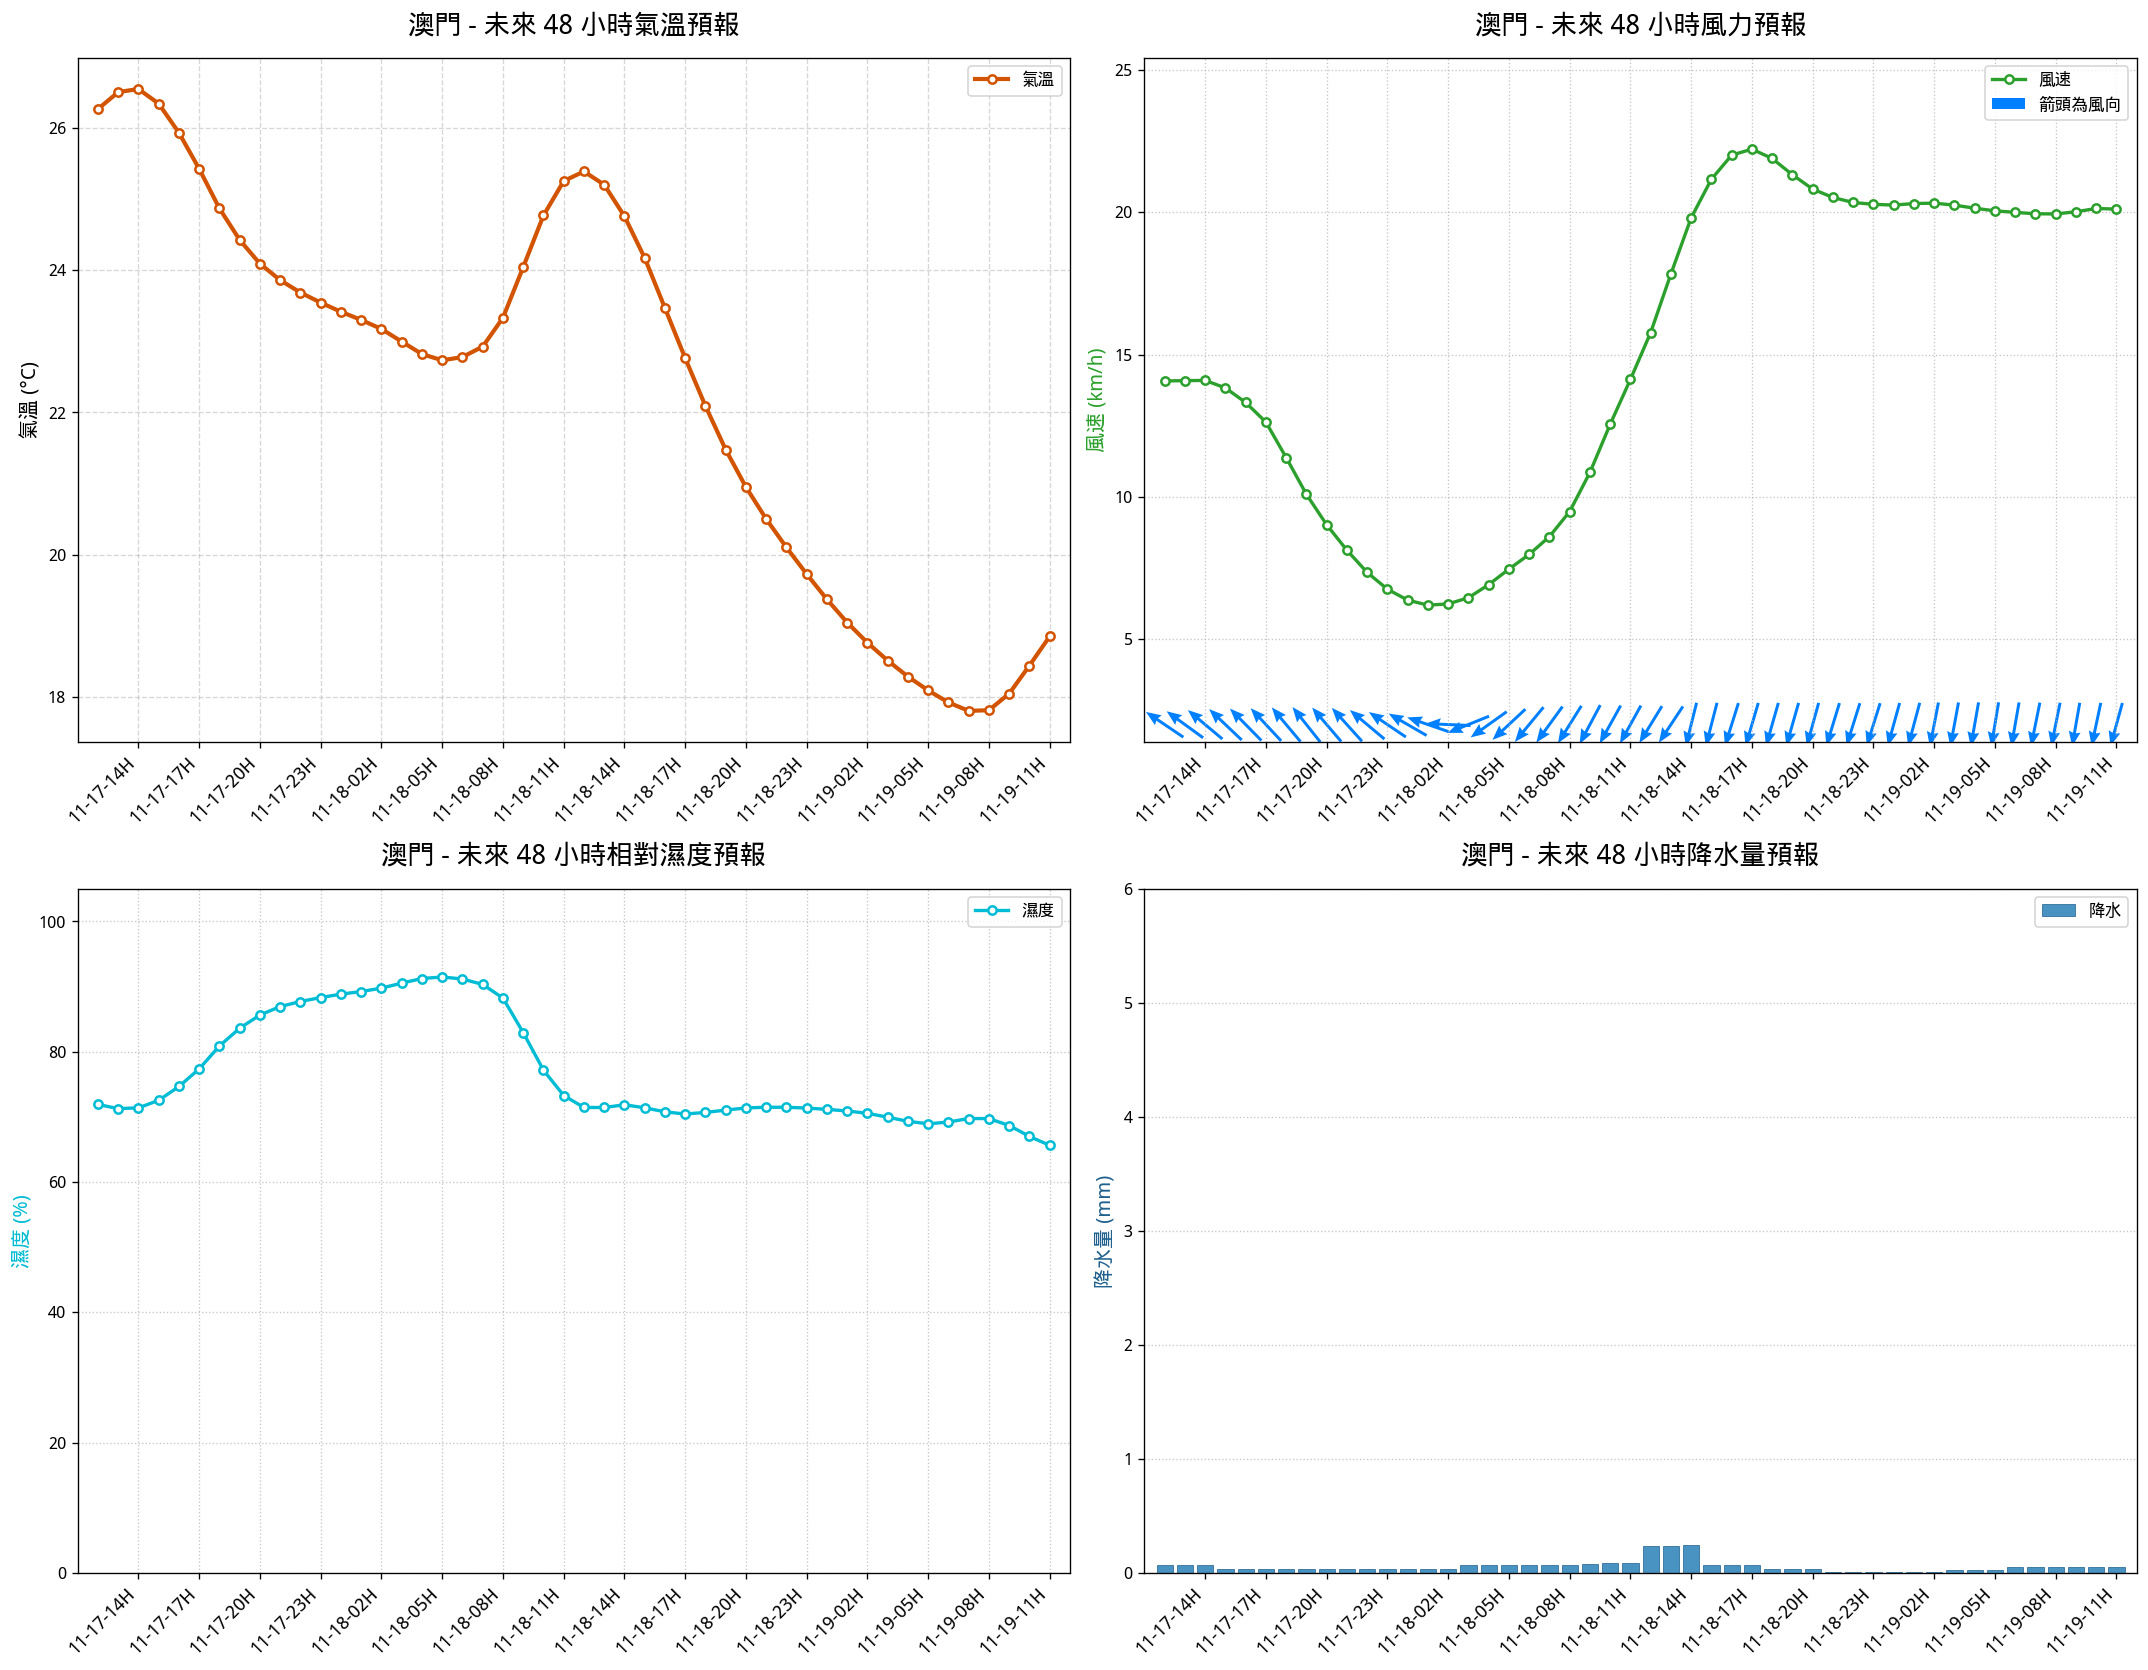 澳門 - 未來 48 小時氣溫預報
氣溫
氣溫 (°C)
26
24
22
20
18
11-17-14H
11-17-17H
11-17-20H
11-17-23H
11-18-02H
11-18-05H
11-18-08H
11-18-11H
11-18-14H
11-18-17H
11-18-20H
11-18-23H
11-19-02H
11-19-05H
11-19-08H
11-19-11H
澳門 - 未來 48 小時風力預報
風速
箭頭為風向
風速 (km/h)
25
20
15
10
5
11-17-14H
11-17-17H
11-17-20H
11-17-23H
11-18-02H
11-18-05H
11-18-08H
11-18-11H
11-18-14H
11-18-17H
11-18-20H
11-18-23H
11-19-02H
11-19-05H
11-19-08H
11-19-11H
澳門 - 未來 48 小時相對濕度預報
濕度
濕度 (%)
100
80
60
40
20
0
11-17-14H
11-17-17H
11-17-20H
11-17-23H
11-18-02H
11-18-05H
11-18-08H
11-18-11H
11-18-14H
11-18-17H
11-18-20H
11-18-23H
11-19-02H
11-19-05H
11-19-08H
11-19-11H
澳門 - 未來 48 小時降水量預報
降水
降水量 (mm)
6
5
4
3
2
1
0
11-17-14H
11-17-17H
11-17-20H
11-17-23H
11-18-02H
11-18-05H
11-18-08H
11-18-11H
11-18-14H
11-18-17H
11-18-20H
11-18-23H
11-19-02H
11-19-05H
11-19-08H
11-19-11H